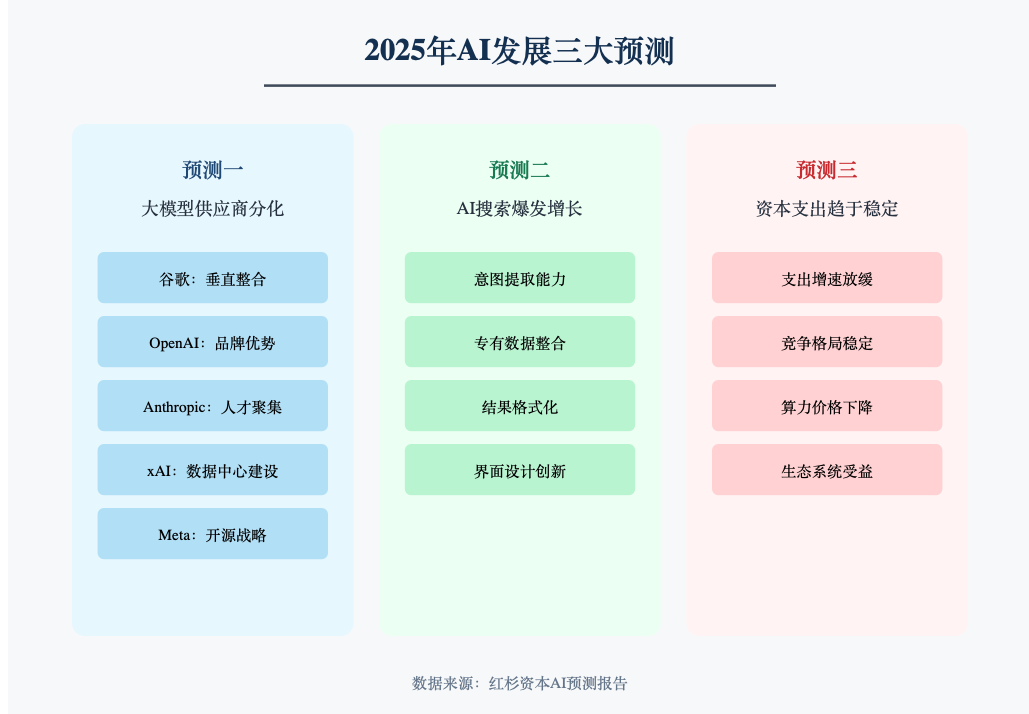 2025年AI发展三大预测
预测一
大模型供应商分化
谷歌：垂直整合
OpenAI：品牌优势
Anthropic：人才聚集
xAI：数据中心建设
Meta：开源战略
预测二
AI搜索爆发增长
意图提取能力
专有数据整合
结果格式化
界面设计创新
预测三
资本支出趋于稳定
支出增速放缓
竞争格局稳定
算力价格下降
生态系统受益
数据来源：红杉资本AI预测报告